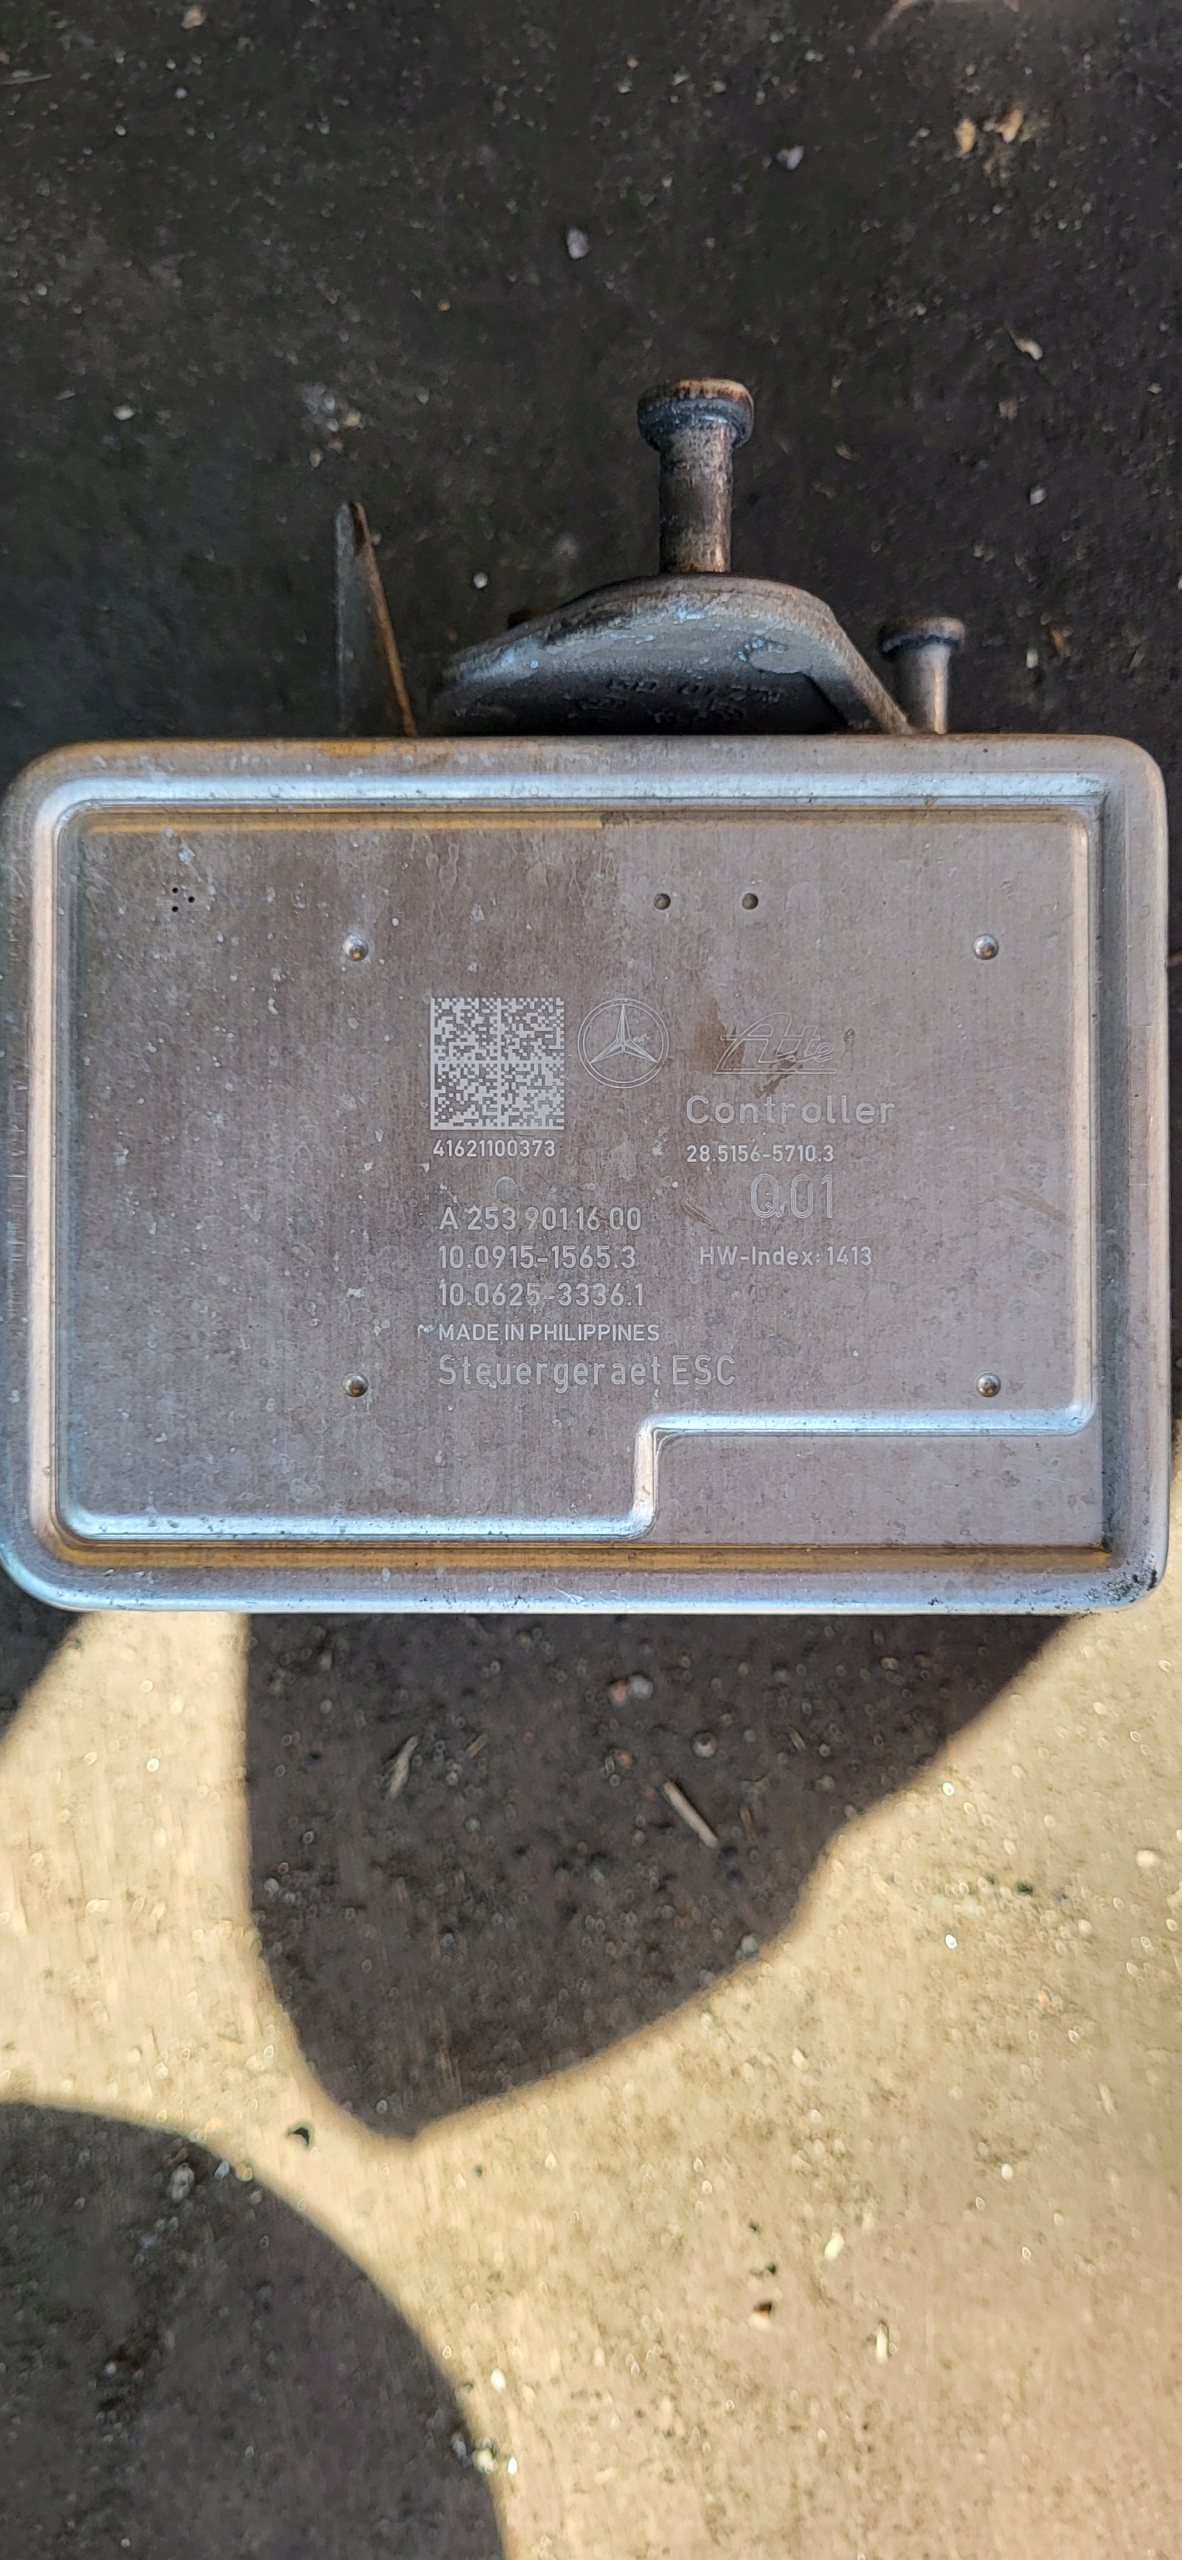 Ate
Controller
41621100373
28.5156-5710.3
Q01
A 253 901 16 00
10.0915-1565.3
HW-Index: 1413
10.0625-3336.1
MADE IN PHILIPPINES
Steuergeraet ESC